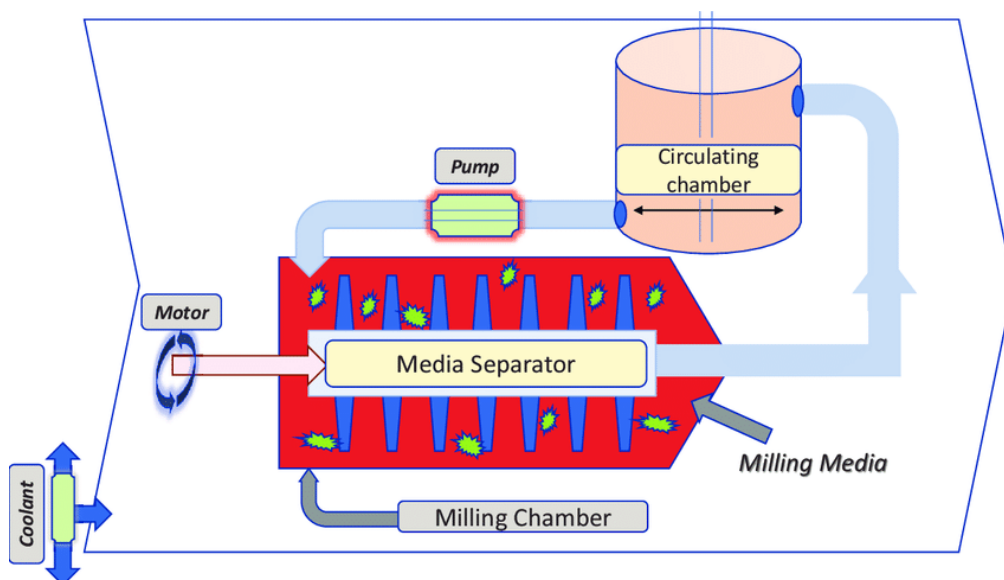 Pump
Circulating
chamber
Motor
Media Separator
Milling Media
Coolant
Milling Chamber